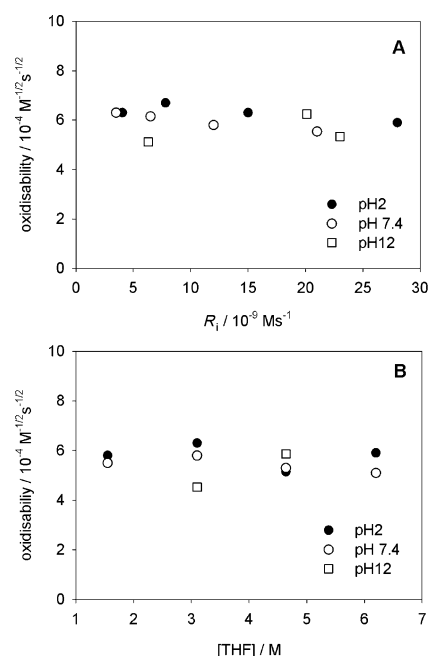 A
10
8
6
4
2
0
oxidisability / 10⁻⁴ M⁻¹/²s⁻¹/²
pH2
pH 7.4
pH12
0 5 10 15 20 25 30
Rᵢ / 10⁻⁹ Ms⁻¹
B
10
8
6
4
2
0
oxidisabiliy / 10⁻⁴ M⁻¹/²s⁻¹/²
pH2
pH 7.4
pH12
1 2 3 4 5 6 7
[THF] / M